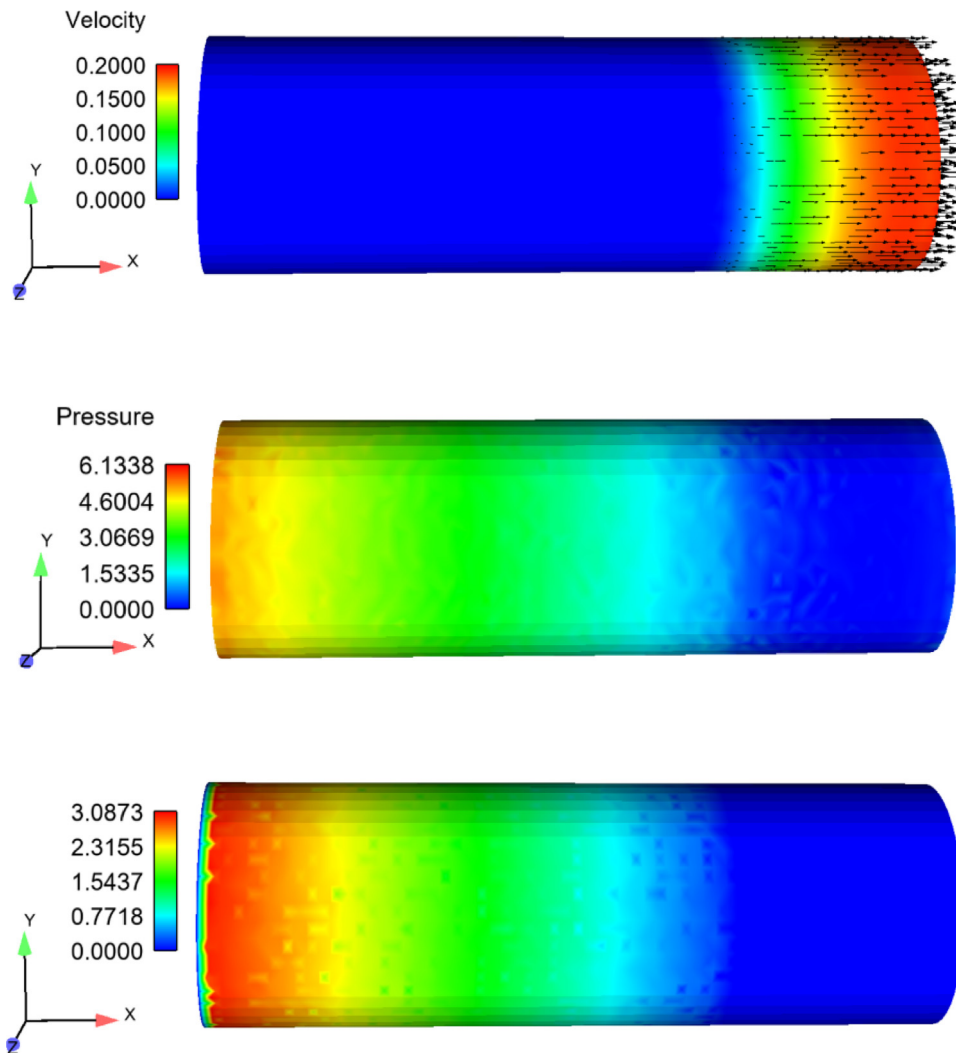 Velocity
0.2000
0.1500
0.1000
0.0500
0.0000
Y
X
Z
Pressure
6.1338
4.6004
3.0669
1.5335
0.0000
Y
X
Z
3.0873
2.3155
1.5437
0.7718
0.0000
Y
X
Z